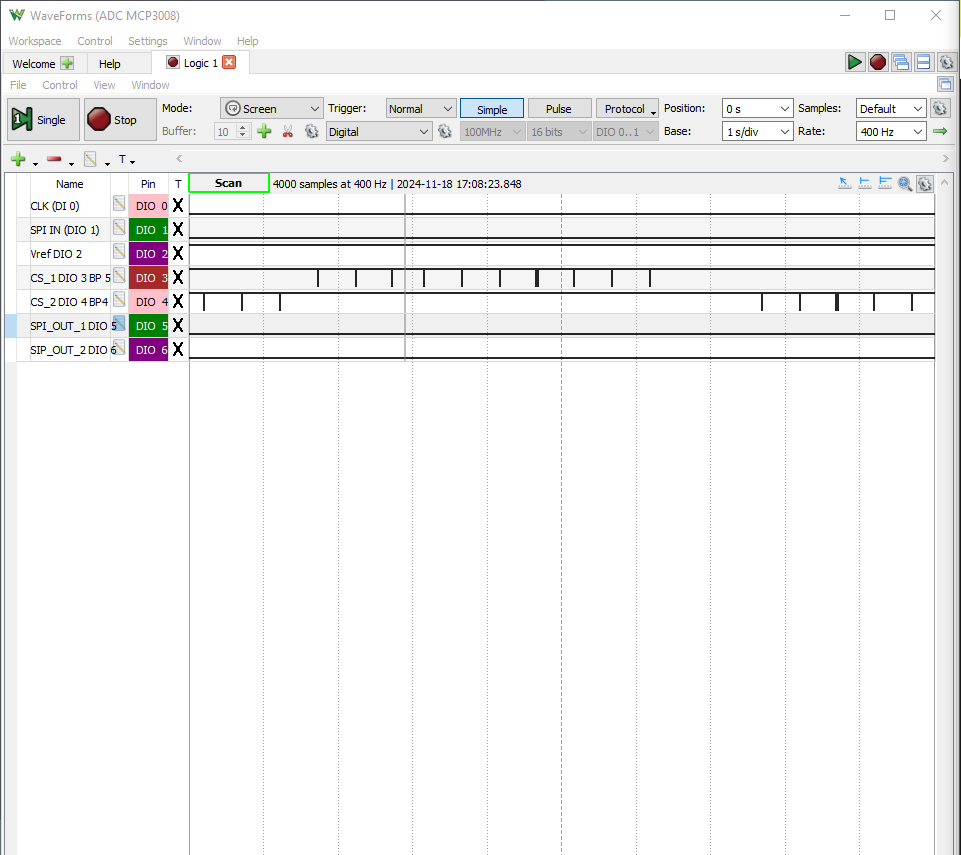 WaveForms (ADC MCP3008)
Workspace Control Settings Window Help
Welcome Help Logic 1
File Control View Window
Single Stop Mode: Screen Trigger: Normal Simple Pulse Protocol Position: 0 s Samples: Default
Buffer: 10 Digital 100MHz 16 bits DIO 0..1 Base: 1 s/div Rate: 400 Hz
T
Name Pin T Scan 4000 samples at 400 Hz | 2024-11-18 17:08:23.848
CLK (DI 0) DIO 0 X
SPI IN (DIO 1) DIO 1 X
Vref DIO 2 DIO 2 X
CS_1 DIO 3 BP 5 DIO 3 X
CS_2 DIO 4 BP4 DIO 4 X
SPI_OUT_1 DIO 5 DIO 5 X
SIP_OUT_2 DIO 6 DIO 6 X